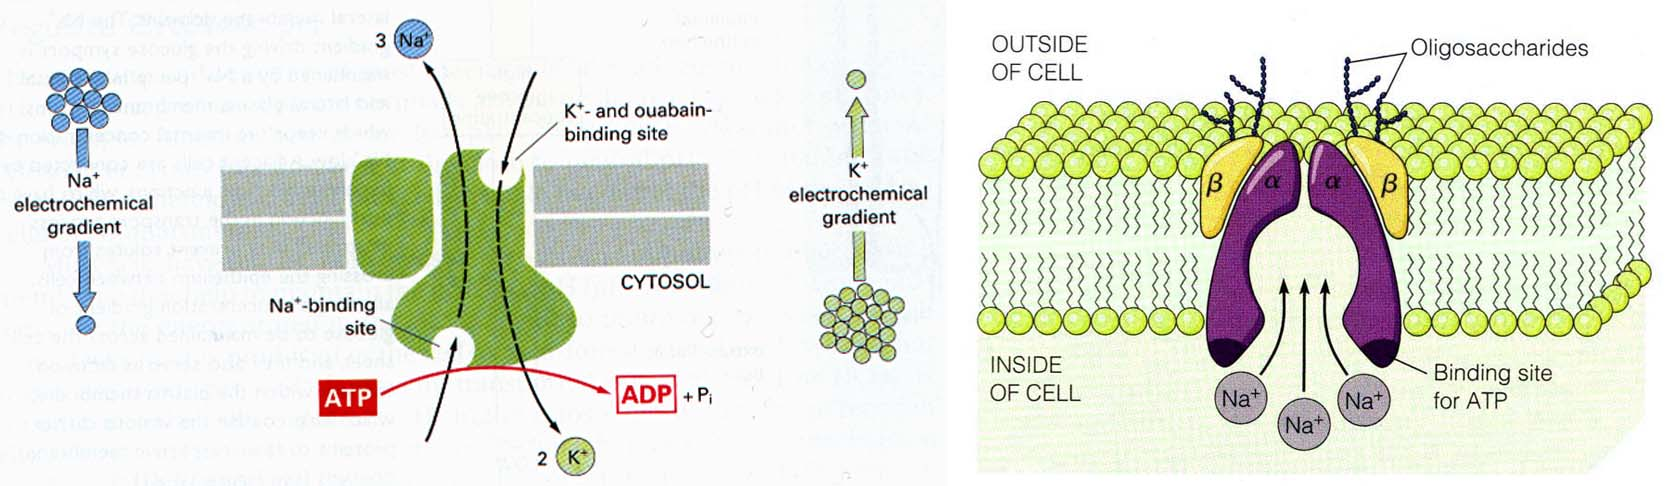 3 Na⁺
K⁺- and ouabain-
binding site
Na⁺
electrochemical
gradient
K⁺
electrochemical
gradient
CYTOSOL
Na⁺-binding
site
ATP
ADP + Pi
2 K⁺
OUTSIDE
OF CELL
Oligosaccharides
β
α
α
β
INSIDE
OF CELL
Na⁺
Na⁺
Na⁺
Binding site
for ATP